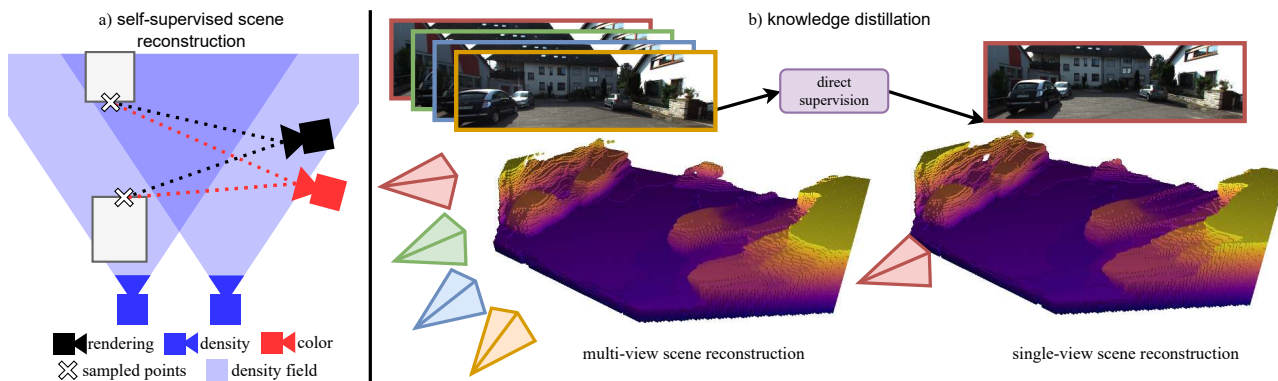 a) self-supervised scene
reconstruction
rendering density color
sampled points density field
b) knowledge distillation
direct
supervision
multi-view scene reconstruction
single-view scene reconstruction